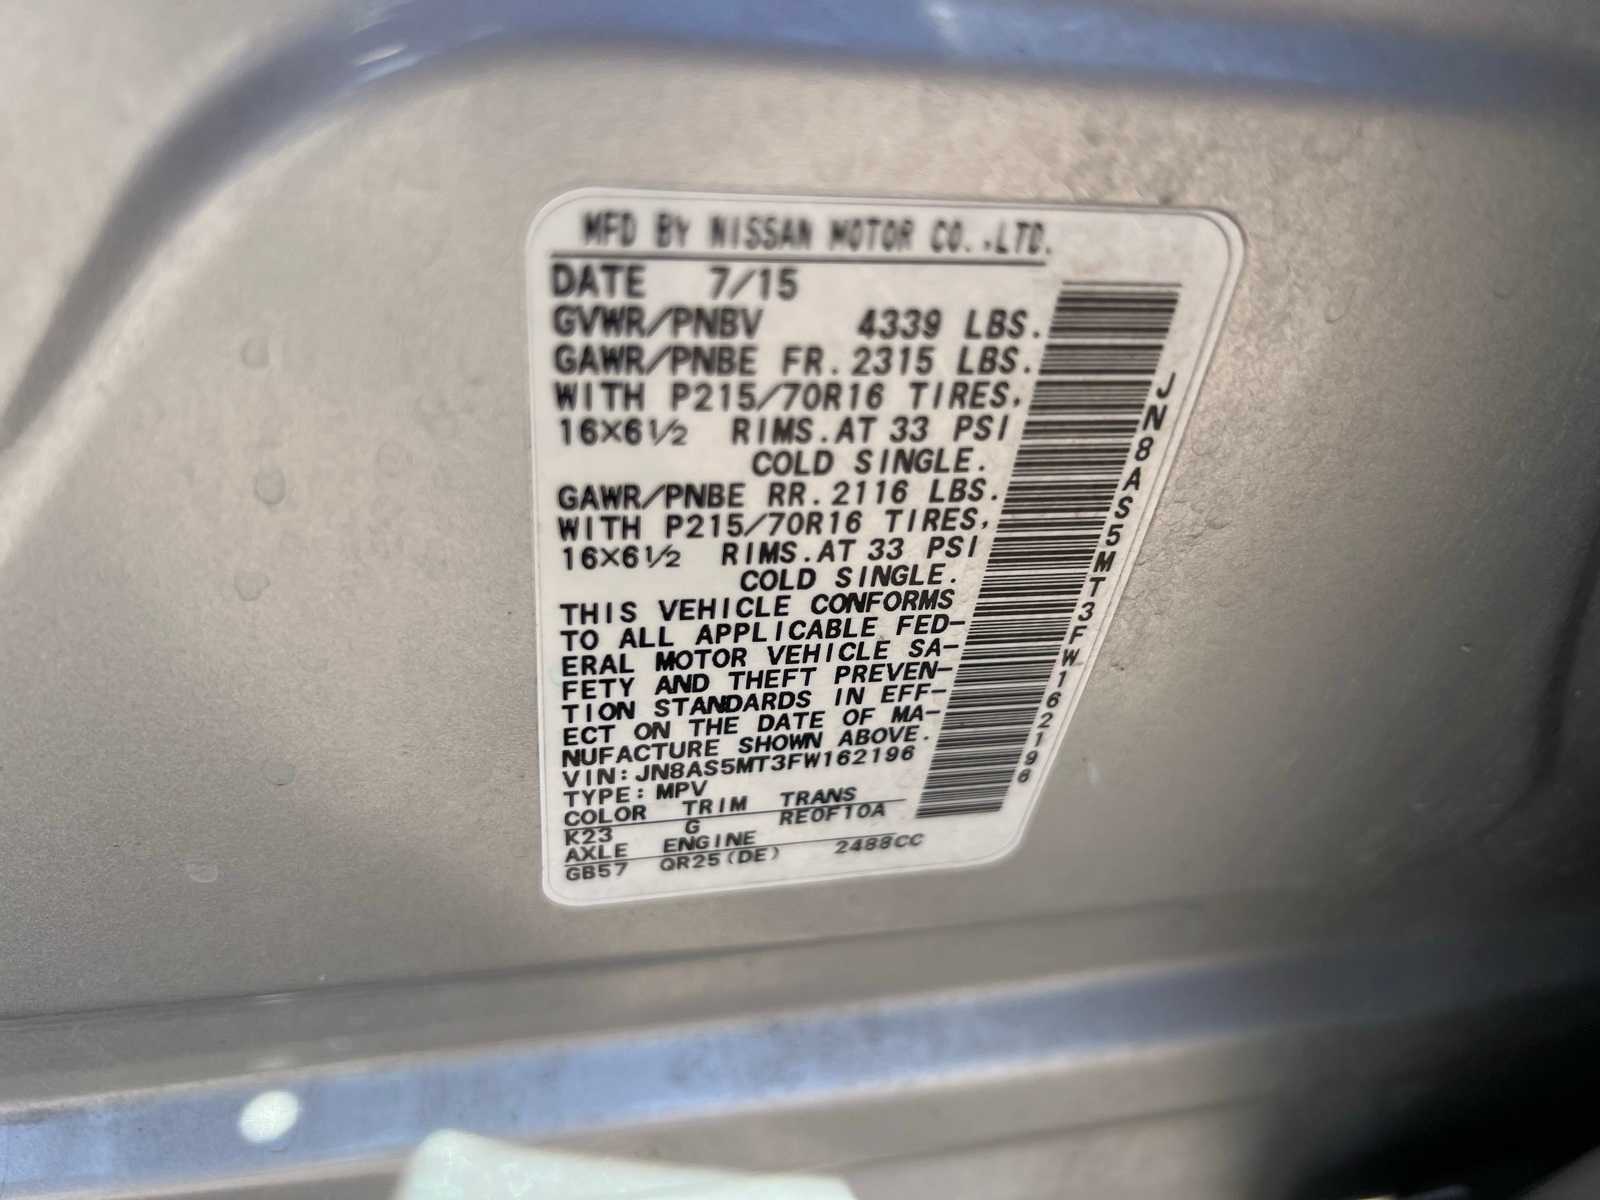 MFD BY NISSAN MOTOR CO.,LTD.
DATE 7/15
GVWR/PNBV 4339 LBS.
GAWR/PNBE FR. 2315 LBS.
WITH P215/70R16 TIRES,
16×6½ RIMS. AT 33 PSI
COLD SINGLE.
GAWR/PNBE RR. 2116 LBS.
WITH P215/70R16 TIRES,
16×6½ RIMS. AT 33 PSI
COLD SINGLE.
THIS VEHICLE CONFORMS
TO ALL APPLICABLE FED-
ERAL MOTOR VEHICLE SA-
FETY AND THEFT PREVEN-
TION STANDARDS IN EFF-
ECT ON THE DATE OF MA-
NUFACTURE SHOWN ABOVE.
VIN: JN8AS5MT3FW162196
TYPE: MPV
COLOR TRIM TRANS
K23 G RE0F10A
AXLE ENGINE
GB57 QR25(DE) 2488CC
JN8AS5MT3FW162196